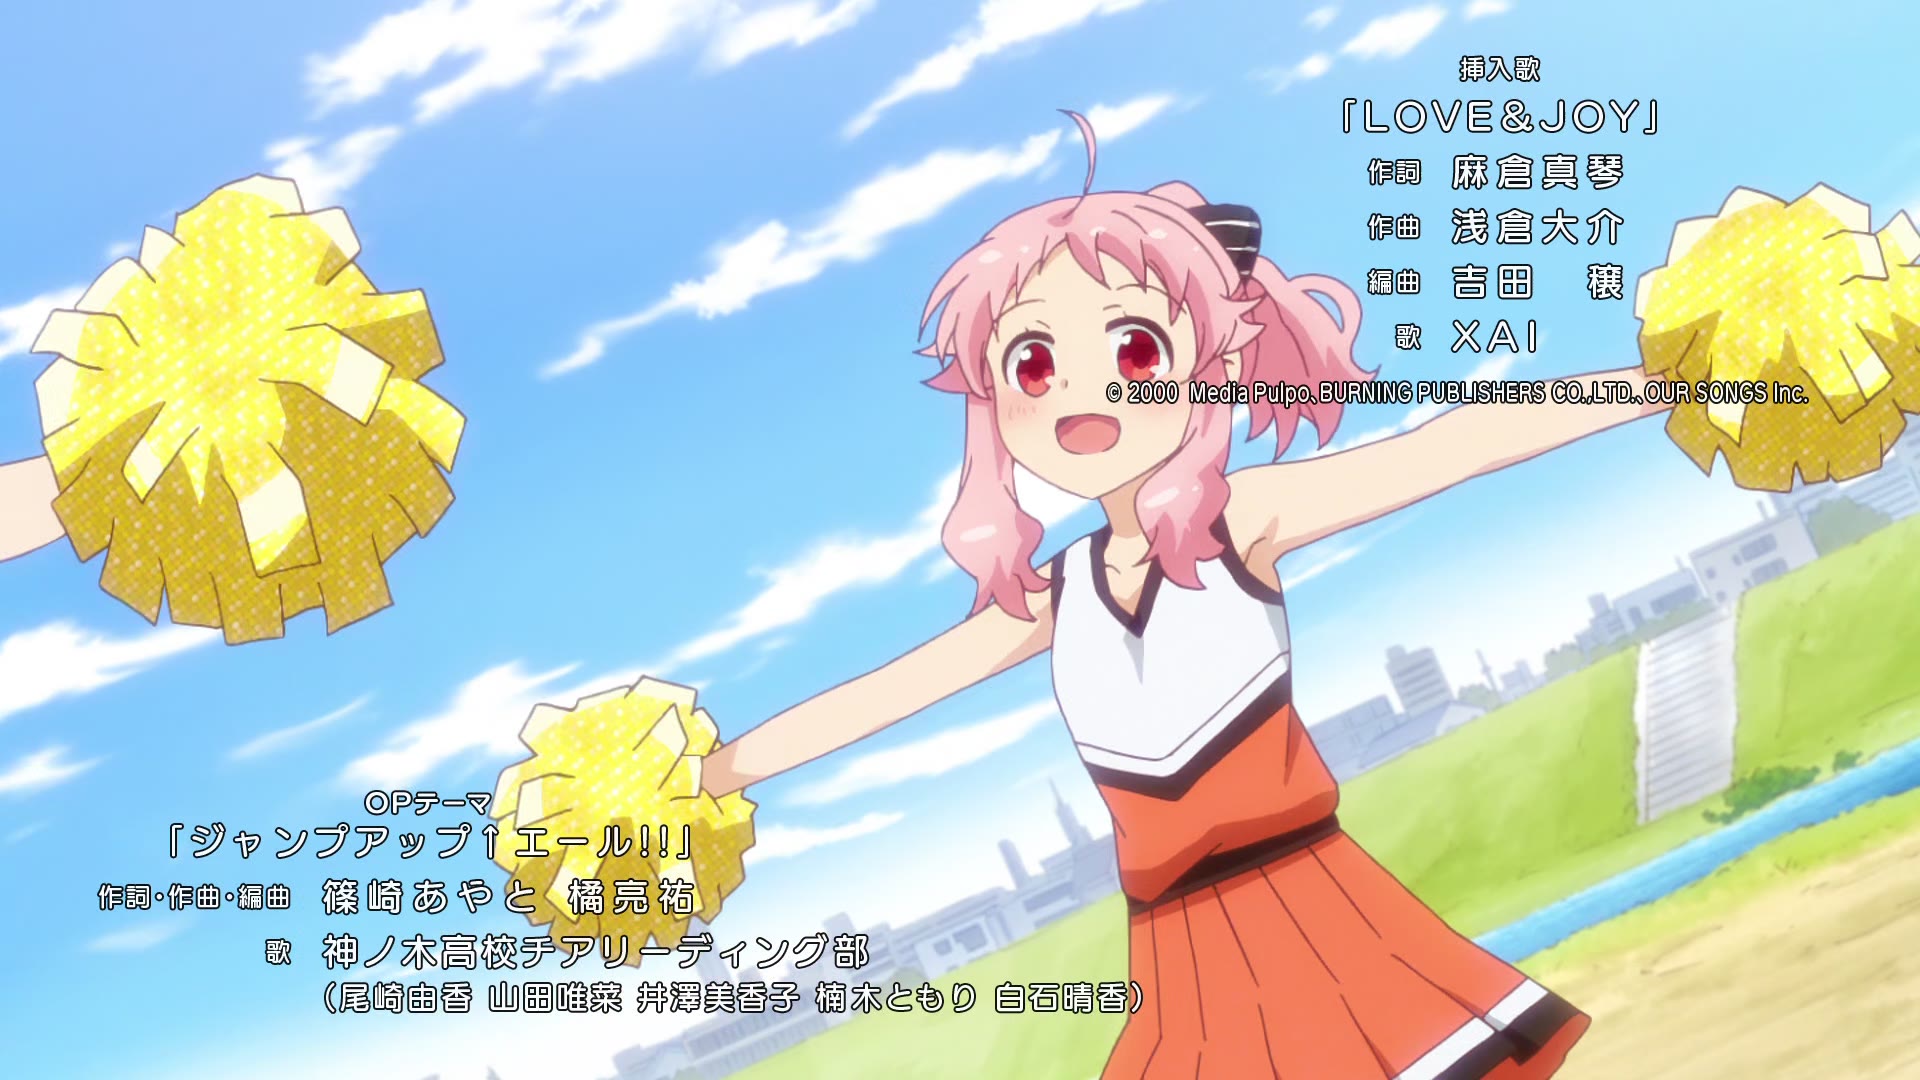 挿入歌
「LOVE&JOY」
作詞 麻倉真琴
作曲 浅倉大介
編曲 吉田 穣
歌 XAI
© 2000 Media Pulpo、BURNING PUBLISHERS CO.,LTD.、OUR SONGS Inc.
OPテーマ
「ジャンプアップ↑エール!!」
作詞・作曲・編曲 篠崎あやと 橘亮祐
歌 神ノ木高校チアリーディング部
（尾崎由香 山田唯菜 井澤美香子 楠木ともり 白石晴香）